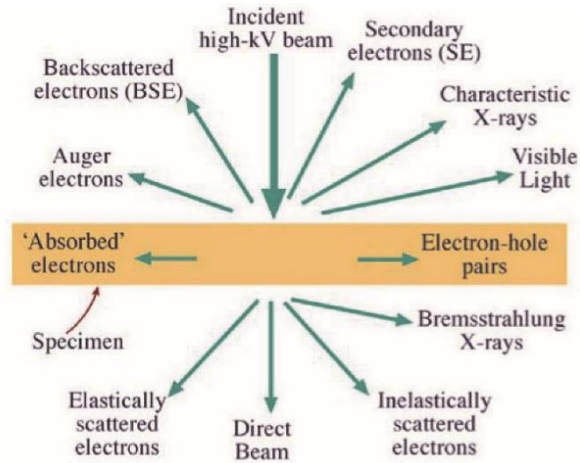 Incident
high-kV beam
Secondary
electrons (SE)
Backscattered
electrons (BSE)
Characteristic
X-rays
Auger
electrons
Visible
Light
'Absorbed'
electrons
Electron-hole
pairs
Specimen
Bremsstrahlung
X-rays
Elastically
scattered
electrons
Direct
Beam
Inelastically
scattered
electrons